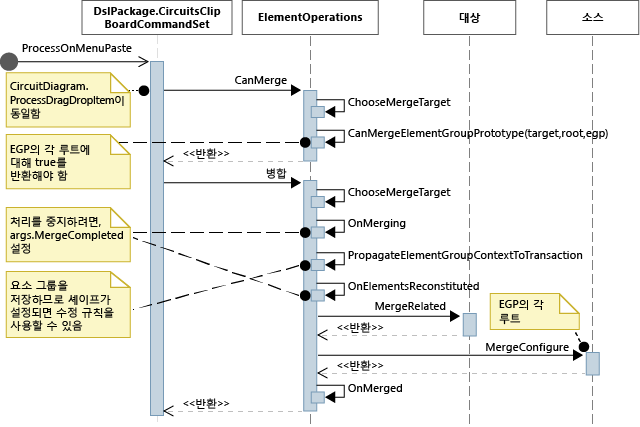 DslPackage.CircuitsClip
BoardCommandSet
ElementOperations
대상
소스
ProcessOnMenuPaste
CircuitDiagram.
ProcessDragDropItem이
동일함
CanMerge
ChooseMergeTarget
CanMergeElementGroupPrototype(target,root,egp)
EGP의 각 루트에
대해 true를
반환해야 함
<<반환>>
병합
ChooseMergeTarget
처리를 중지하려면,
args.MergeCompleted
설정
OnMerging
PropagateElementGroupContextToTransaction
요소 그룹을
저장하므로 셰이프가
설정되면 수정 규칙을
사용할 수 있음
OnElementsReconstituted
MergeRelated
EGP의 각
루트
<<반환>>
MergeConfigure
<<반환>>
OnMerged
<<반환>>